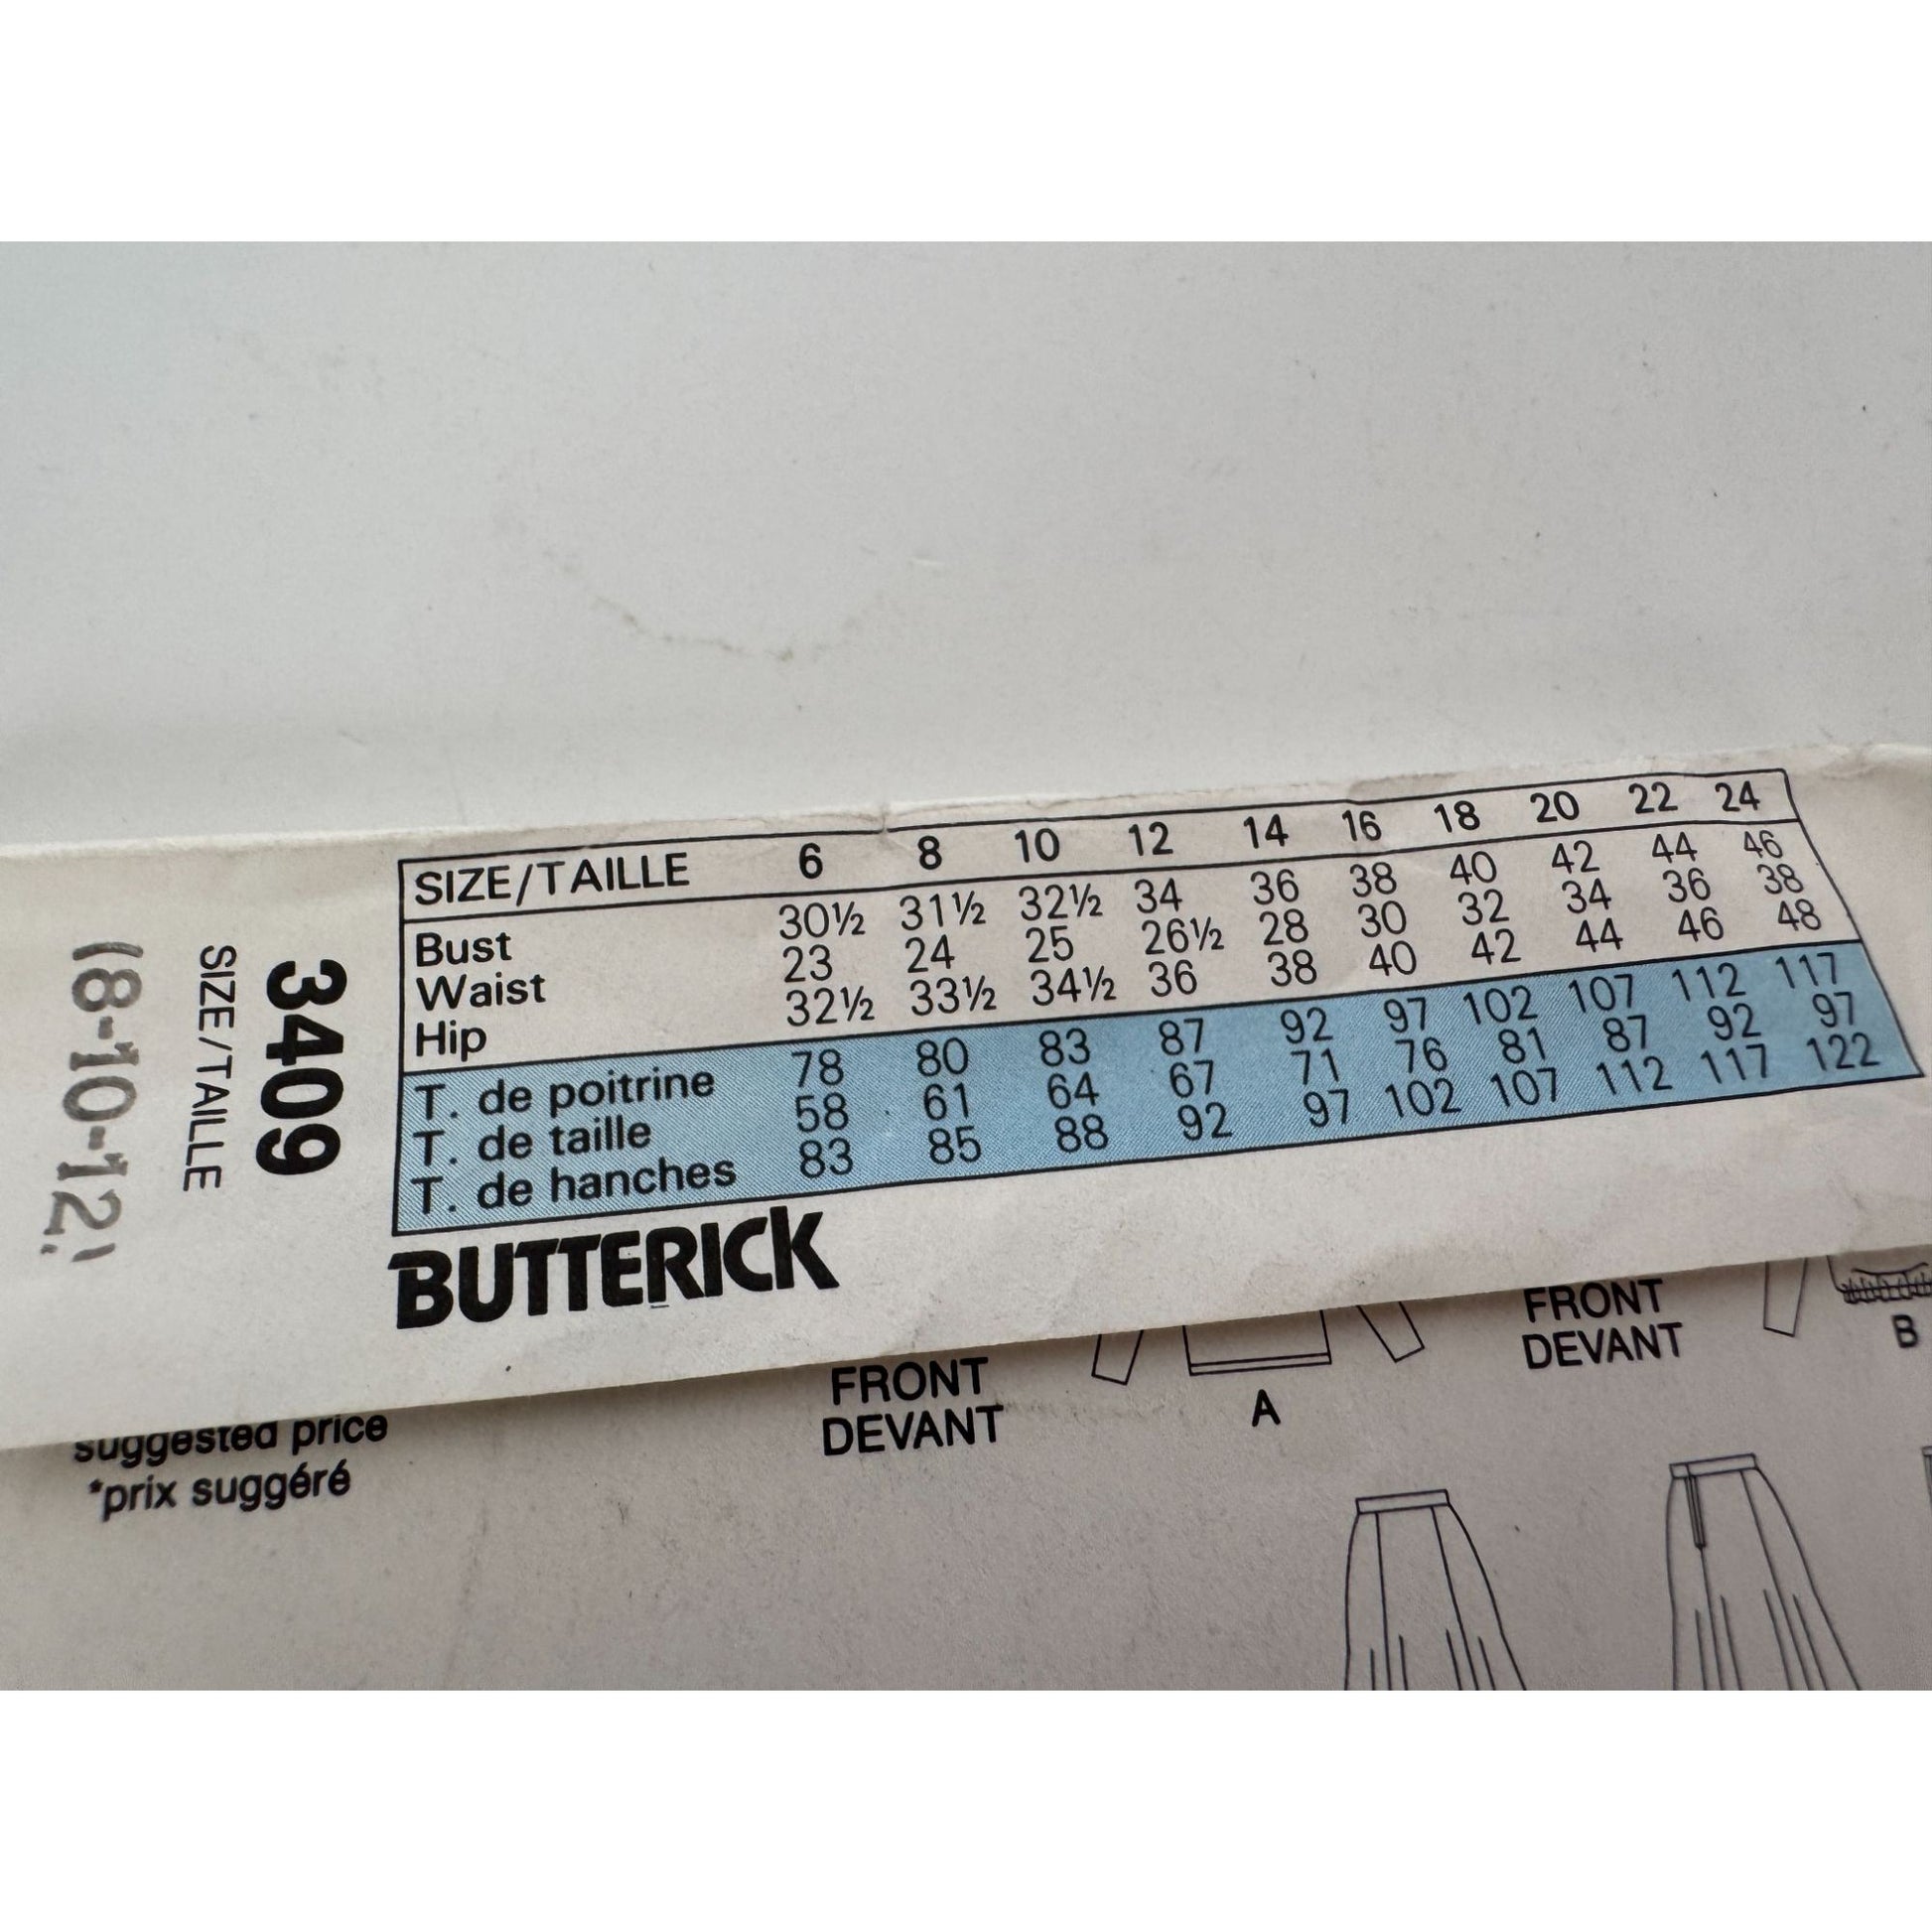 SIZE/TAILLE 6 8 10 12 14 16 18 20 22 24
Bust 30½ 31½ 32½ 34 36 38 40 42 44 46
Waist 23 24 25 26½ 28 30 32 34 36 38
Hip 32½ 33½ 34½ 36 38 40 42 44 46 48
T. de poitrine 78 80 83 87 92 97 102 107 112 117
T. de taille 58 61 64 67 71 76 81 87 92 97
T. de hanches 83 85 88 92 97 102 107 112 117 122
BUTTERICK
3409
SIZE/TAILLE
(8-10-12)
suggested price
*prix suggéré
FRONT
DEVANT
A
FRONT
DEVANT
B